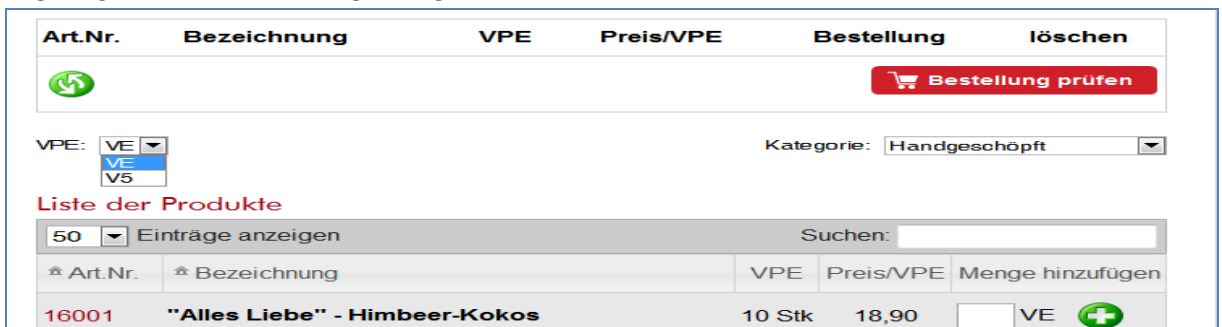 Art.Nr. Bezeichnung VPE Preis/VPE Bestellung löschen
Bestellung prüfen
VPE: VE Kategorie: Handgeschöpft
VE
V5
Liste der Produkte
50 Einträge anzeigen Suchen:
Art.Nr. Bezeichnung VPE Preis/VPE Menge hinzufügen
16001 "Alles Liebe" - Himbeer-Kokos 10 Stk 18,90 VE